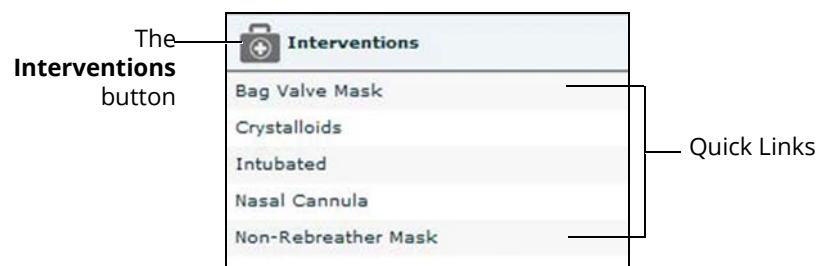 The
Interventions
button
Interventions
Bag Valve Mask
Crystalloids
Intubated
Nasal Cannula
Non-Rebreather Mask
Quick Links